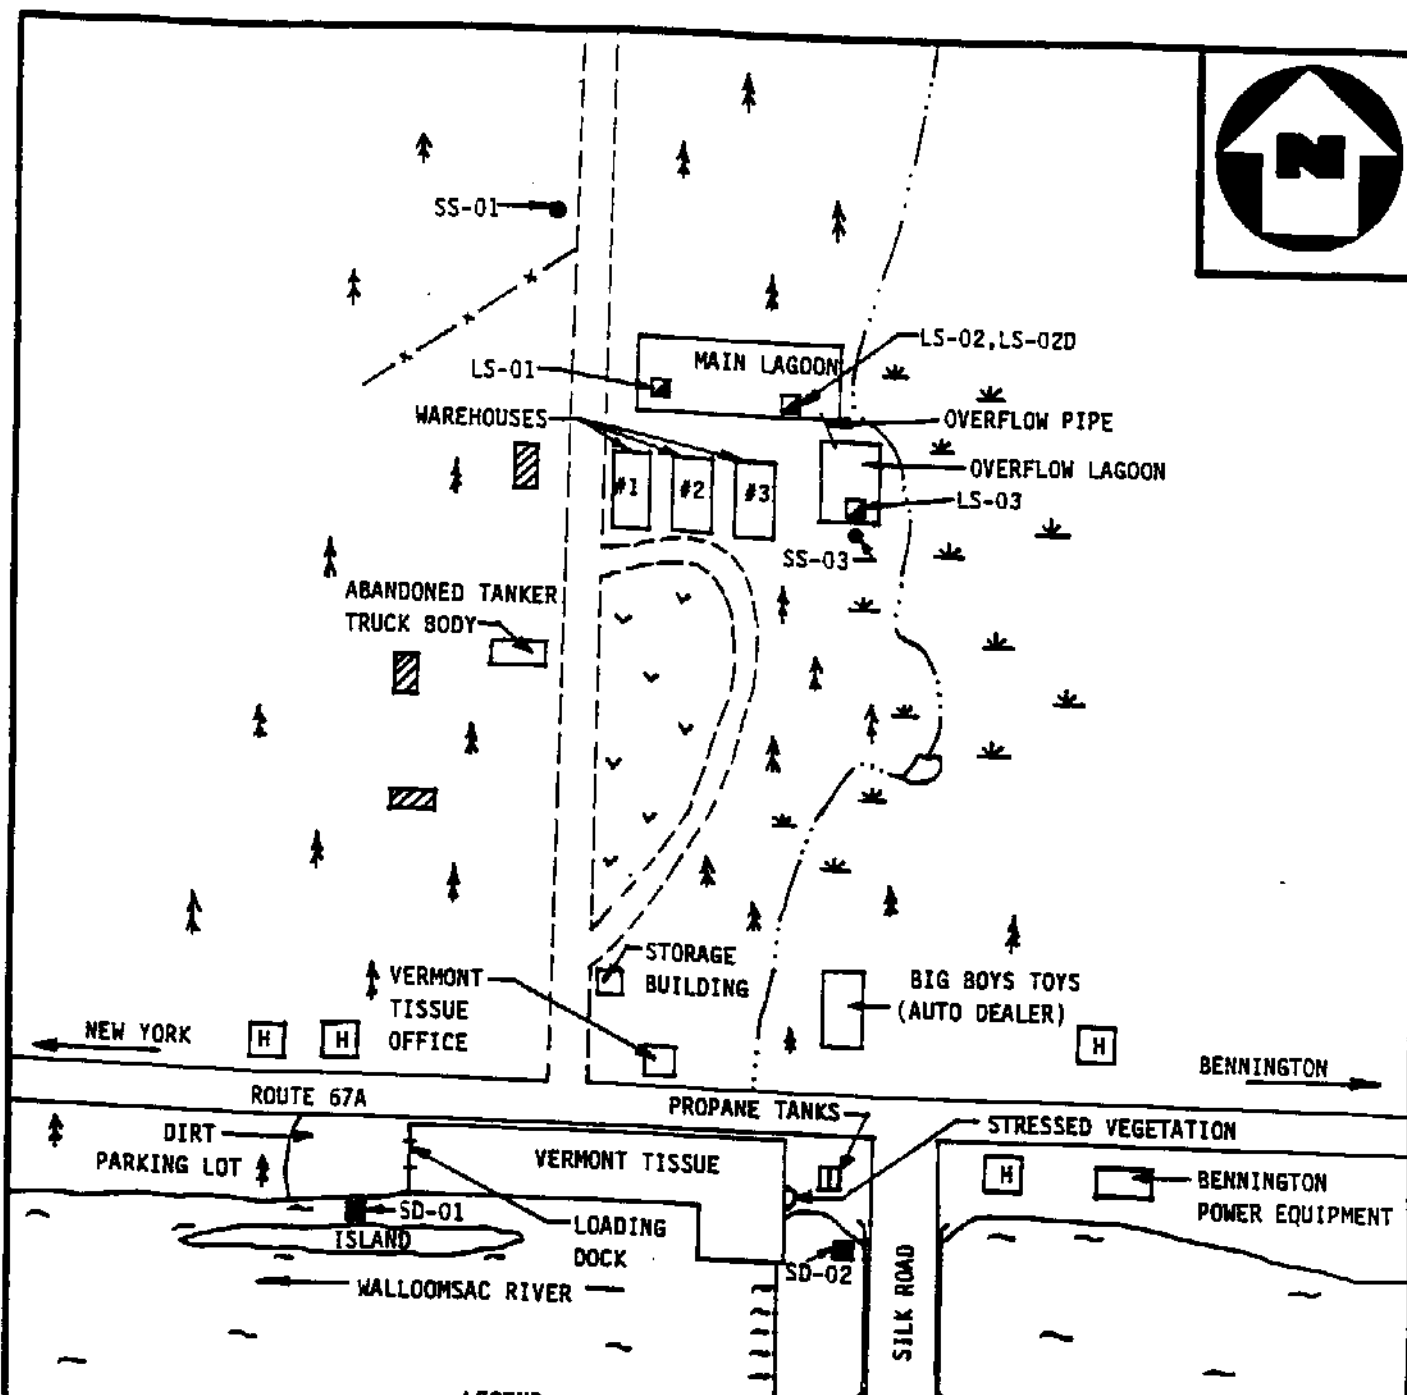 N
SS-01
LS-02,LS-02D
MAIN LAGOON
LS-01
WAREHOUSES
OVERFLOW PIPE
OVERFLOW LAGOON
#1
#2
#3
LS-03
SS-03
ABANDONED TANKER
TRUCK BODY
STORAGE
BUILDING
VERMONT
TISSUE
OFFICE
BIG BOYS TOYS
(AUTO DEALER)
NEW YORK
H
H
H
BENNINGTON
ROUTE 67A
PROPANE TANKS
STRESSED VEGETATION
DIRT
PARKING LOT
VERMONT TISSUE
H
BENNINGTON
POWER EQUIPMENT
SD-01
ISLAND
LOADING
DOCK
SD-02
WALLOOMSAC RIVER
SILK ROAD